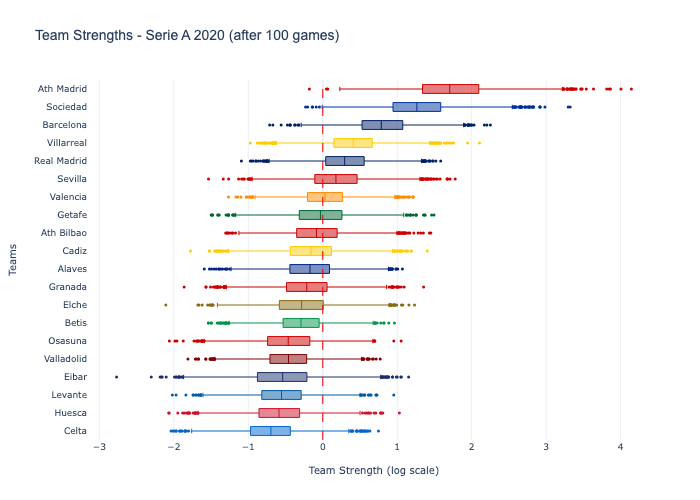 Team Strengths - Serie A 2020 (after 100 games)
Ath Madrid
Sociedad
Barcelona
Villarreal
Real Madrid
Sevilla
Valencia
Getafe
Ath Bilbao
Cadiz
Alaves
Granada
Elche
Betis
Osasuna
Valladolid
Eibar
Levante
Huesca
Celta
Teams
−3 −2 −1 0 1 2 3 4
Team Strength (log scale)